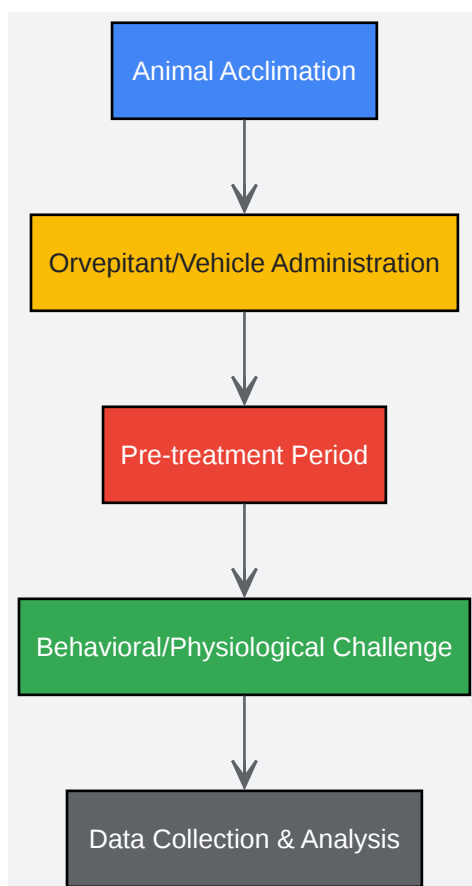 Animal Acclimation
Orvepitant/Vehicle Administration
Pre-treatment Period
Behavioral/Physiological Challenge
Data Collection & Analysis